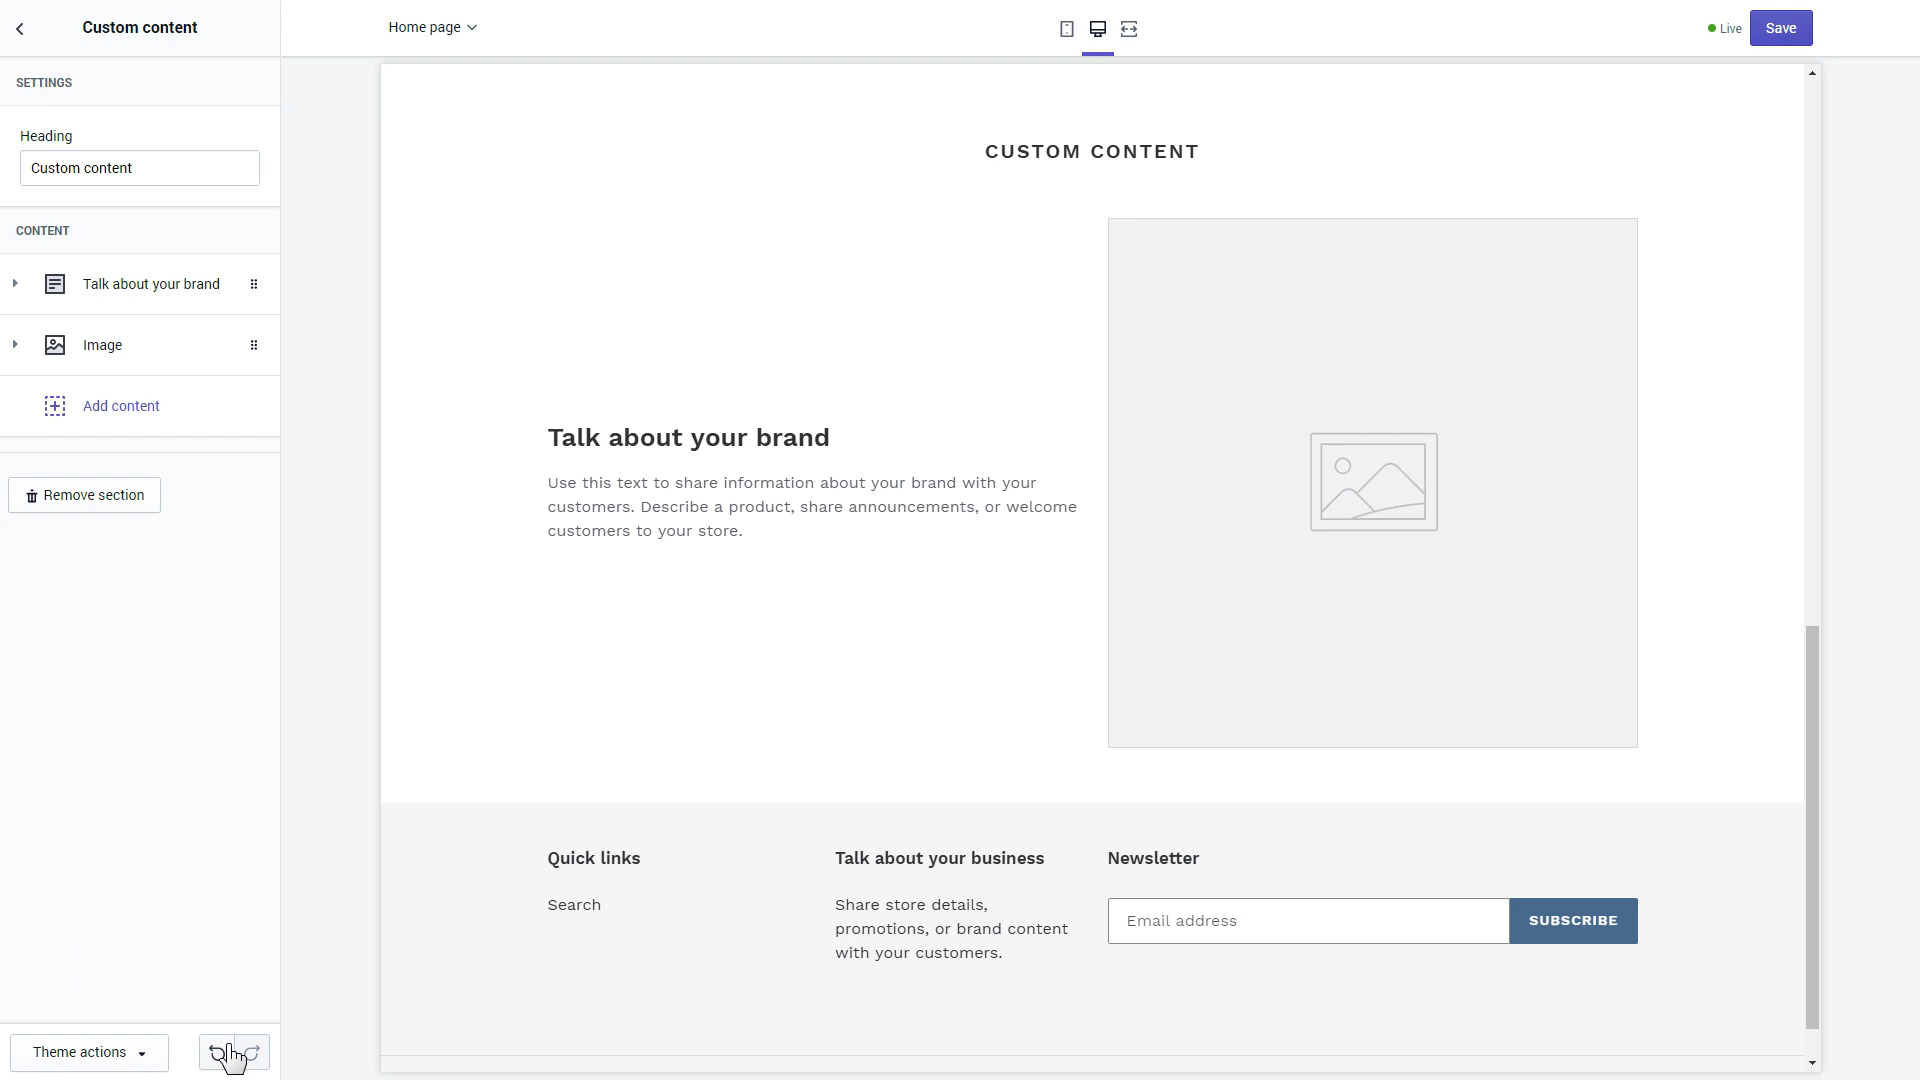 Custom content
Home page
Live
Save
SETTINGS
Heading
Custom content
CONTENT
Talk about your brand
Image
Add content
Remove section
Theme actions
CUSTOM CONTENT
Talk about your brand
Use this text to share information about your brand with your
customers. Describe a product, share announcements, or welcome
customers to your store.
Quick links
Search
Talk about your business
Share store details,
promotions, or brand content
with your customers.
Newsletter
Email address
SUBSCRIBE